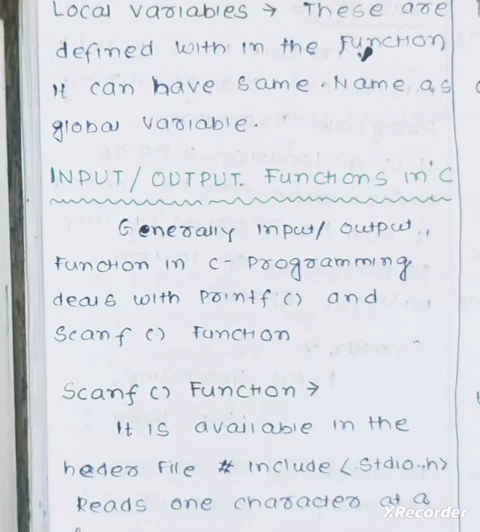 Local variables → These are
defined with in the Function
It can have same Name as
global variable.
INPUT/OUTPUT Functions in C
Generally input/output
Function in C-Programming
deals with Printf() and
Scanf () Function
Scanf () Function →
It is available in the
heder File # include <Stdio.h>
Reads one character at a
XRecorder